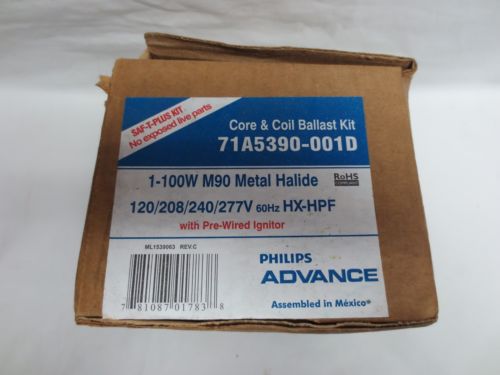 SAF-T-PLUS KIT
No exposed live parts
Core & Coil Ballast Kit
71A5390-001D
1-100W M90 Metal Halide
RoHS
COMPLIANT
120/208/240/277V 60Hz HX-HPF
with Pre-Wired Ignitor
ML1539063 REV.C
PHILIPS
ADVANCE
7 81087 01783 8
Assembled in México®